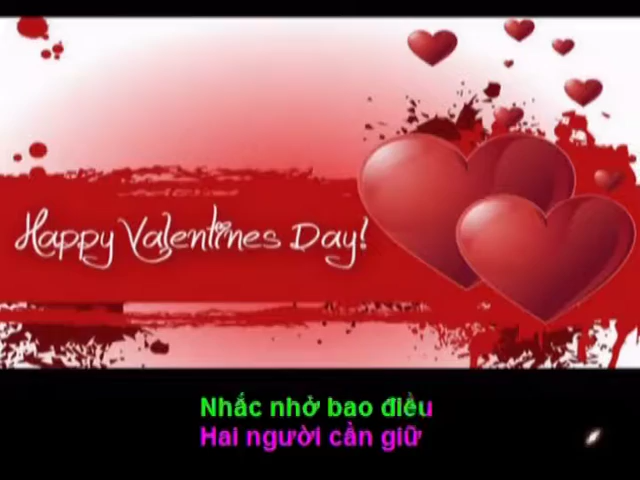 Happy Valentines Day!
Nhắc nhở bao điều
Hai người cần giữ